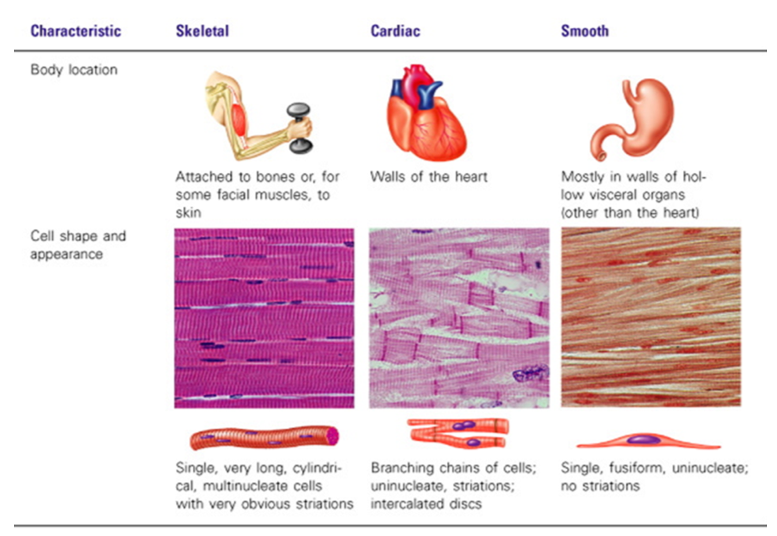 Characteristic Skeletal Cardiac Smooth
Body location
Attached to bones or, for
some facial muscles, to
skin
Walls of the heart
Mostly in walls of hol-
low visceral organs
(other than the heart)
Cell shape and
appearance
Single, very long, cylindri-
cal, multinucleate cells
with very obvious striations
Branching chains of cells;
uninucleate, striations;
intercalated discs
Single, fusiform, uninucleate;
no striations